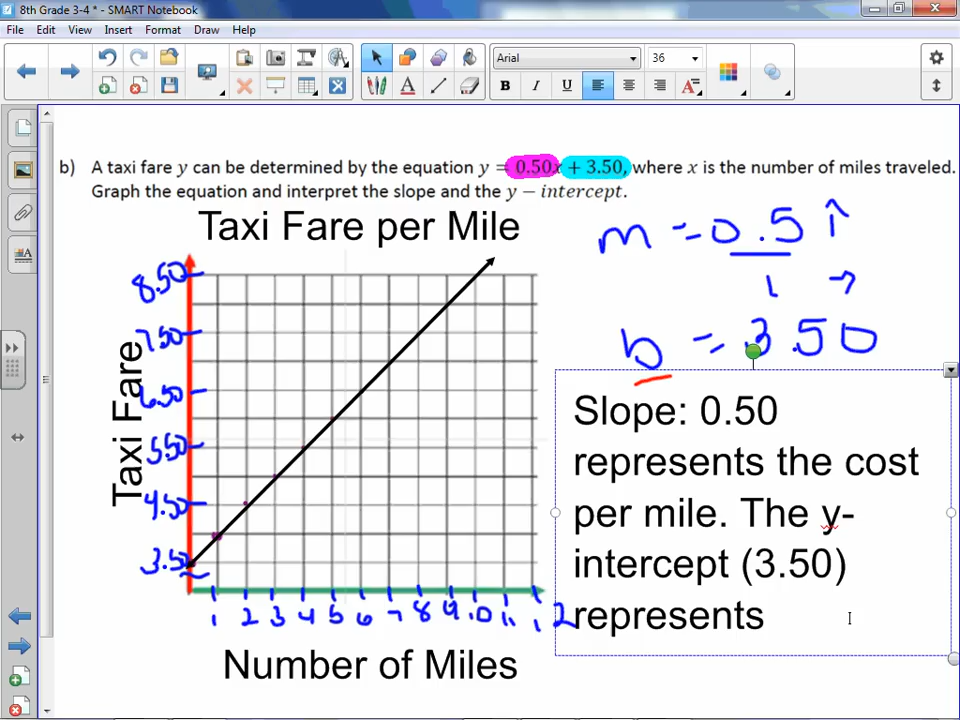 8th Grade 3-4 * - SMART Notebook
File Edit View Insert Format Draw Help
Arial 36
B I U
b) A taxi fare y can be determined by the equation y = 0.50x + 3.50, where x is the number of miles traveled.
Graph the equation and interpret the slope and the y − intercept.
Taxi Fare per Mile
m = 0.5 ↑
1 →
b = 3.50
8.50
7.50
6.50
5.50
4.50
3.50
Taxi Fare
1 2 3 4 5 6 7 8 9 10 11 12
Number of Miles
Slope: 0.50
represents the cost
per mile. The y-
intercept (3.50)
represents